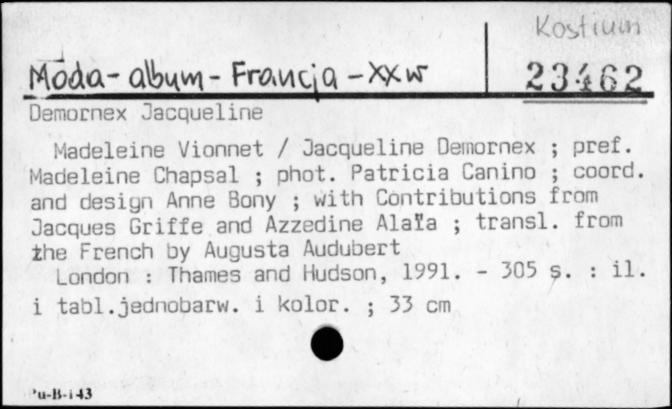 Kostium
Moda - album - Francja - XX w
23462
Demornex Jacqueline
Madeleine Vionnet / Jacqueline Demornex ; pref.
Madeleine Chapsal ; phot. Patricia Canino ; coord.
and design Anne Bony ; with Contributions from
Jacques Griffe and Azzedine Alaïa ; transl. from
the French by Augusta Audubert
London : Thames and Hudson, 1991. - 305 s. : il.
i tabl.jednobarw. i kolor. ; 33 cm
Pu-B-143